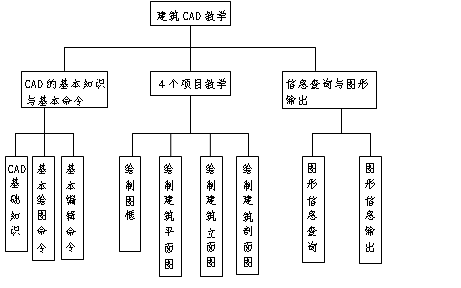 建筑CAD教学
CAD的基本知识
与基本命令
4个项目教学
信息查询与图形
输出
CAD基础知识
基本绘图命令
基本编辑命令
绘制图框
绘制建筑平面图
绘制建筑立面图
绘制建筑剖面图
图形信息查询
图形信息输出